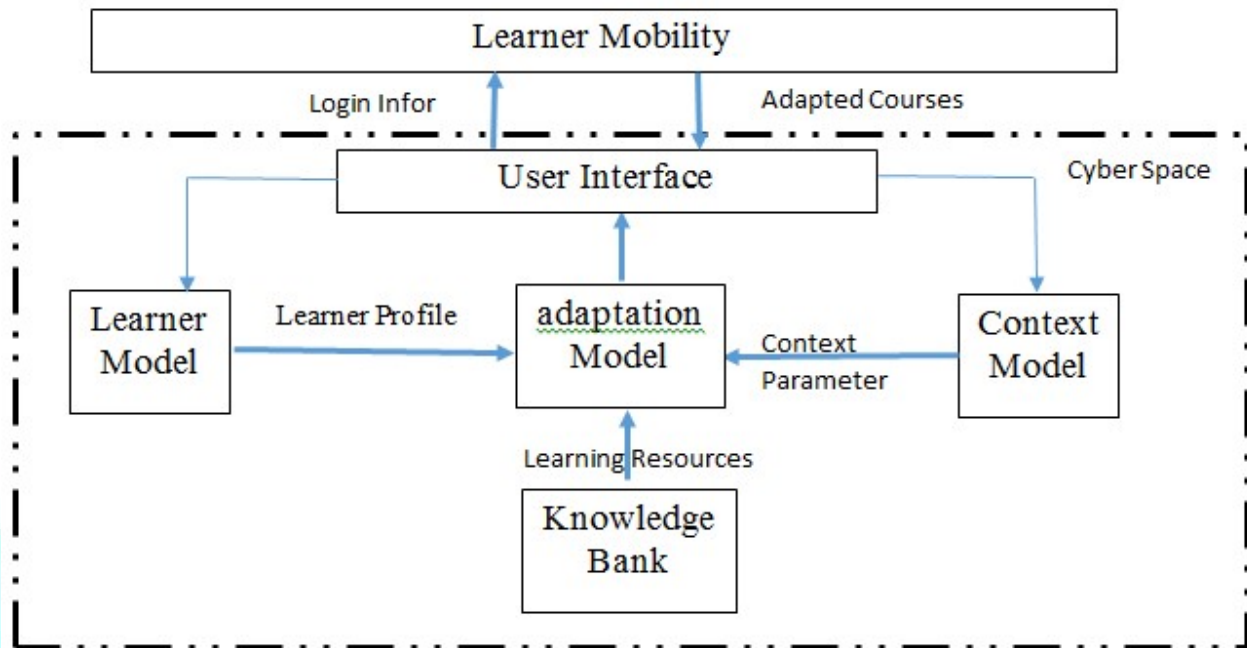 Learner Mobility
Login Infor
Adapted Courses
User Interface
Cyber Space
Learner
Model
Learner Profile
adaptation
Model
Context
Parameter
Context
Model
Learning Resources
Knowledge
Bank